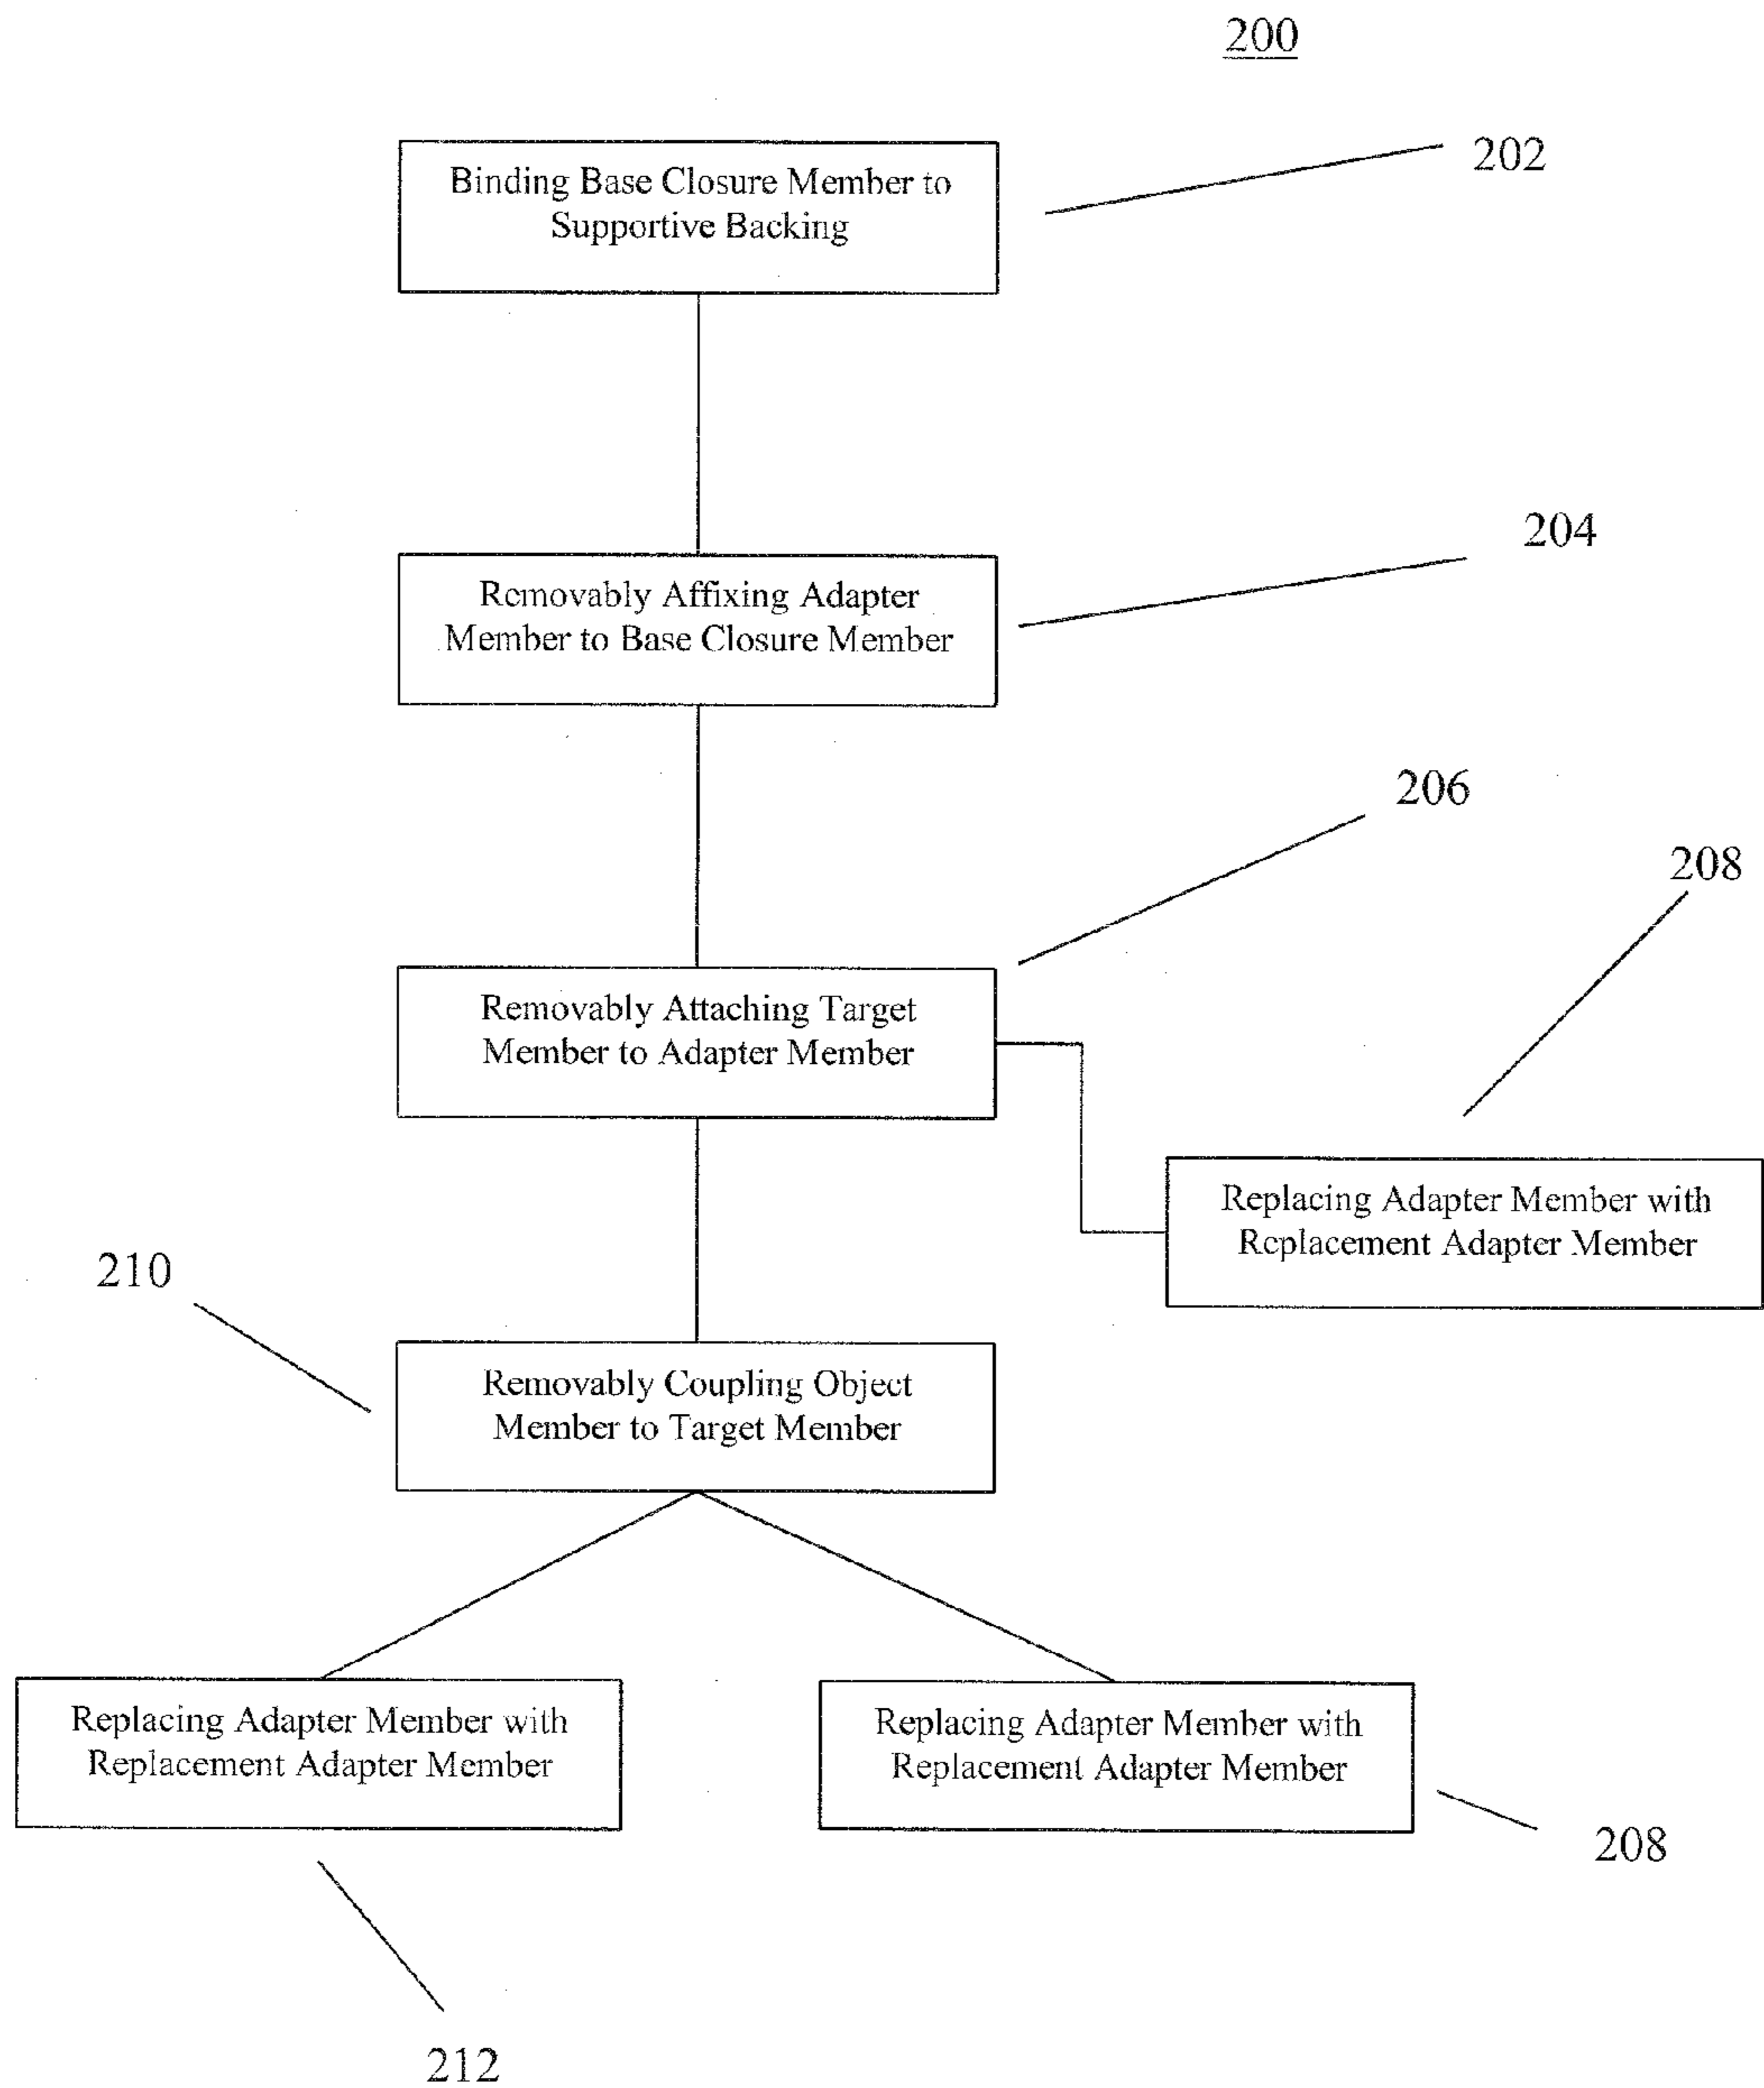 200
202
Binding Base Closure Member to
Supportive Backing
204
Removably Affixing Adapter
Member to Base Closure Member
206
208
Removably Attaching Target
Member to Adapter Member
Replacing Adapter Member with
Replacement Adapter Member
210
Removably Coupling Object
Member to Target Member
Replacing Adapter Member with
Replacement Adapter Member
Replacing Adapter Member with
Replacement Adapter Member
208
212